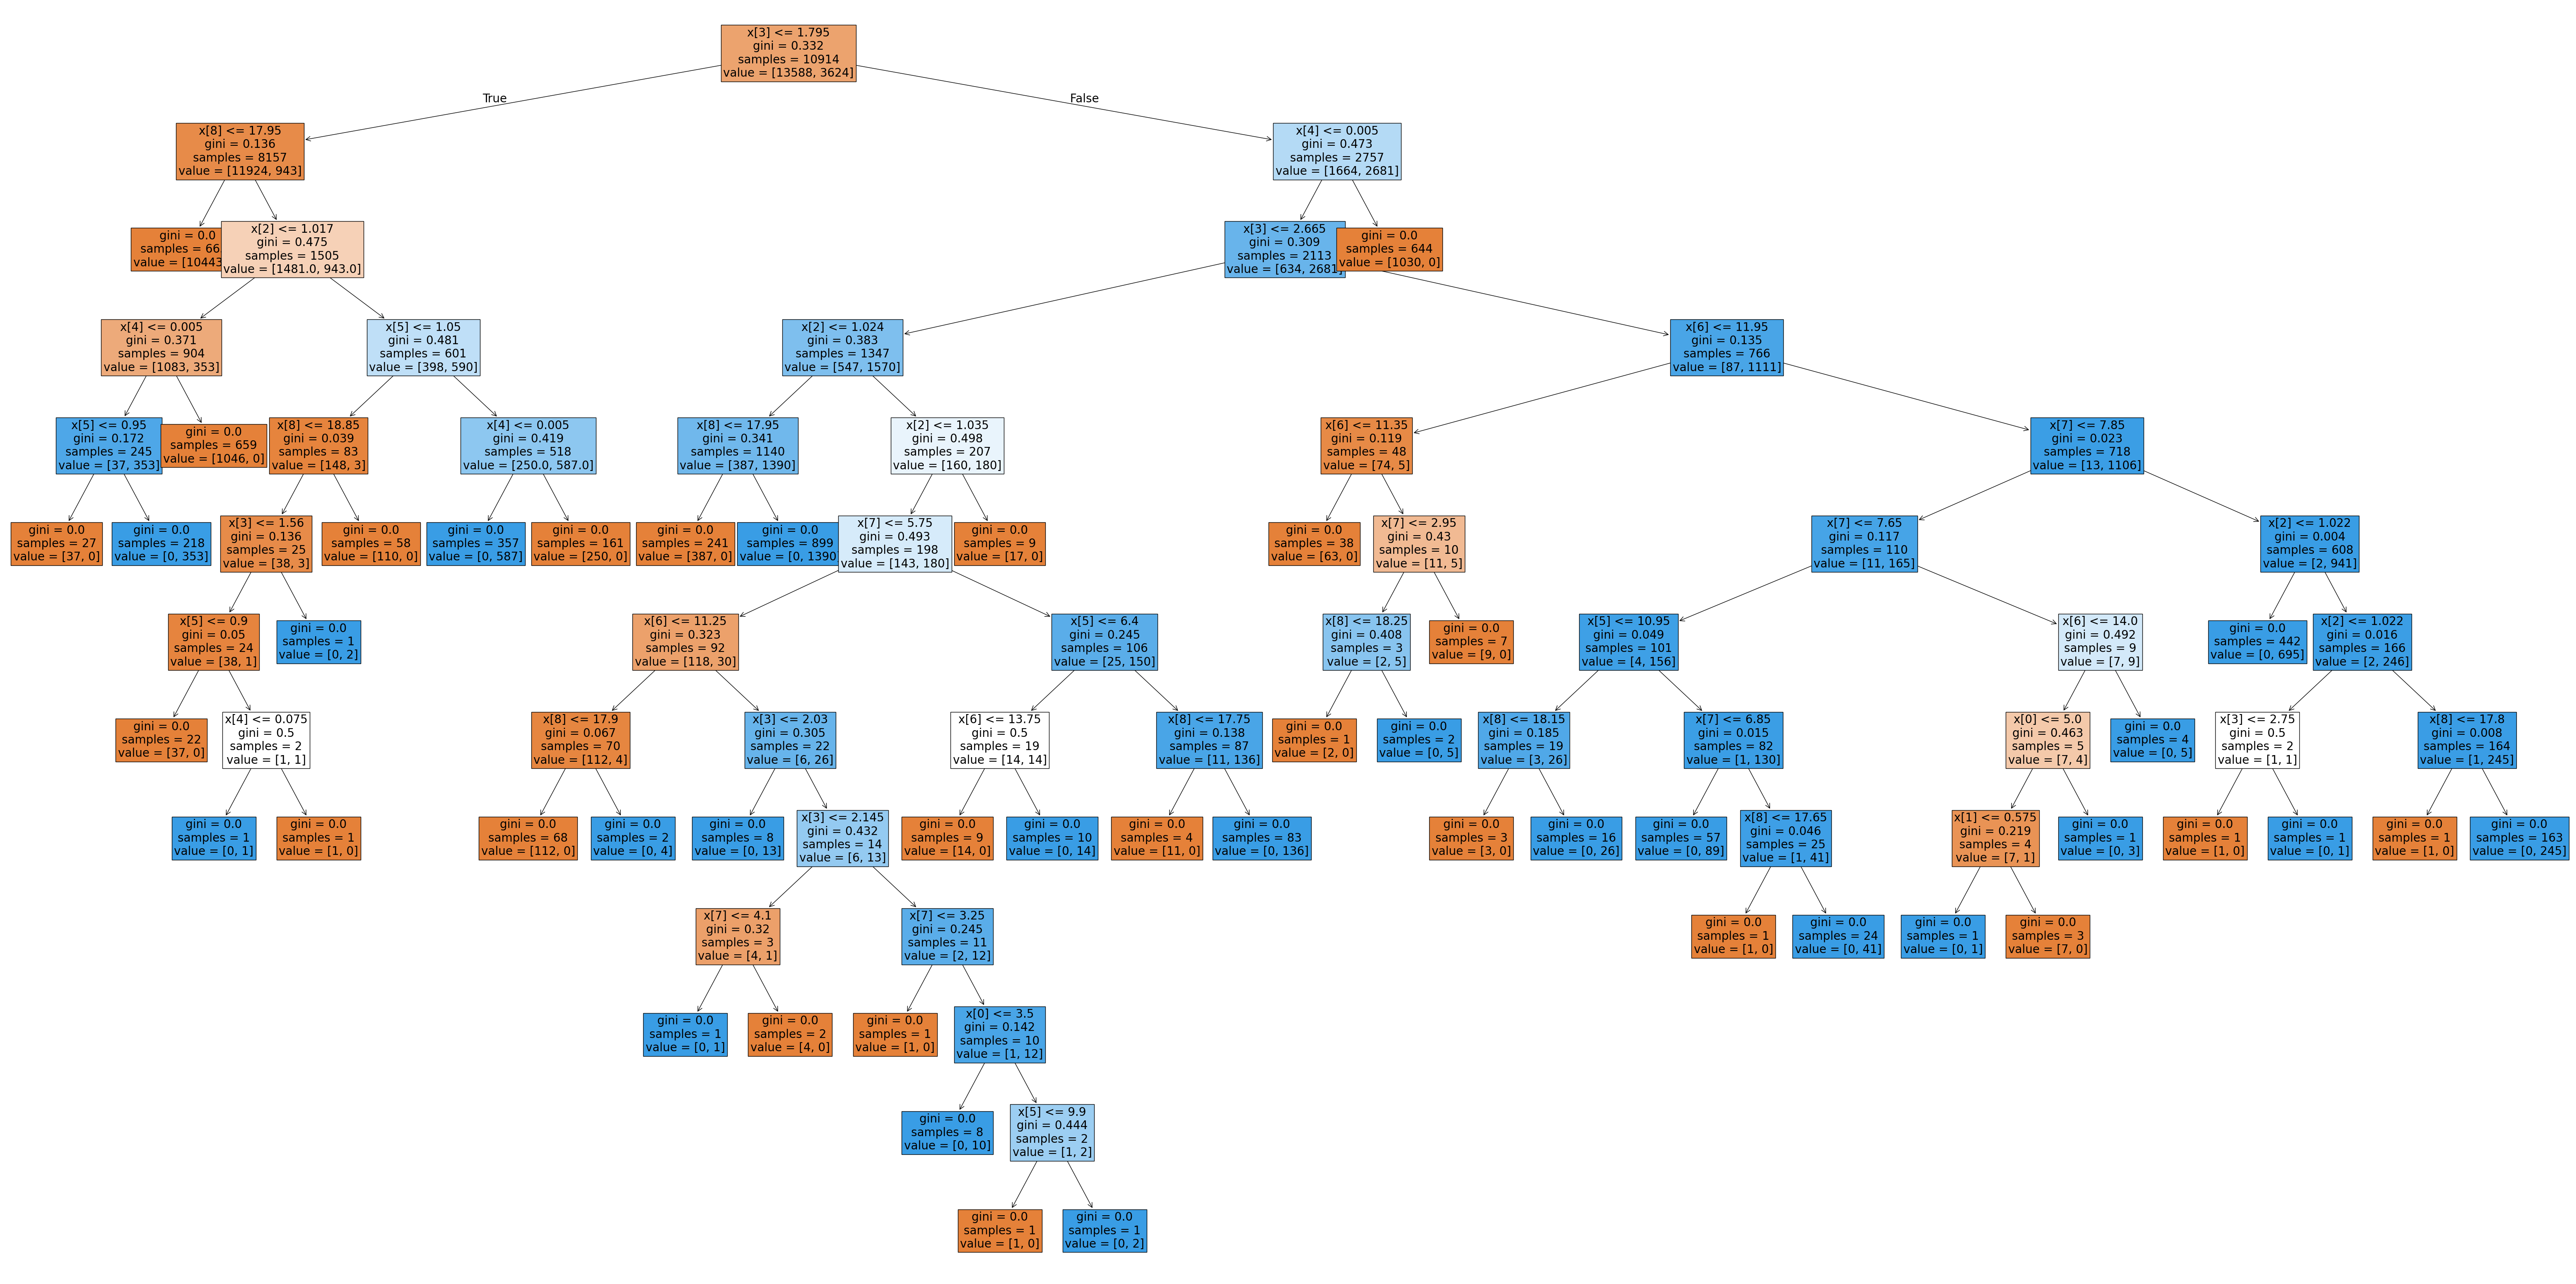 x[3] <= 1.795
gini = 0.332
samples = 10914
value = [13588, 3624]
True
False
x[8] <= 17.95
gini = 0.136
samples = 8157
value = [11924, 943]
x[4] <= 0.005
gini = 0.473
samples = 2757
value = [1664, 2681]
gini = 0.0
samples = 66
value = [10443
x[2] <= 1.017
gini = 0.475
samples = 1505
value = [1481.0, 943.0]
x[3] <= 2.665
gini = 0.309
samples = 2113
value = [634, 2681]
gini = 0.0
samples = 644
value = [1030, 0]
x[4] <= 0.005
gini = 0.371
samples = 904
value = [1083, 353]
x[5] <= 1.05
gini = 0.481
samples = 601
value = [398, 590]
x[2] <= 1.024
gini = 0.383
samples = 1347
value = [547, 1570]
x[6] <= 11.95
gini = 0.135
samples = 766
value = [87, 1111]
x[5] <= 0.95
gini = 0.172
samples = 245
value = [37, 353]
gini = 0.0
samples = 659
value = [1046, 0]
x[8] <= 18.85
gini = 0.039
samples = 83
value = [148, 3]
x[4] <= 0.005
gini = 0.419
samples = 518
value = [250.0, 587.0]
x[8] <= 17.95
gini = 0.341
samples = 1140
value = [387, 1390]
x[2] <= 1.035
gini = 0.498
samples = 207
value = [160, 180]
x[6] <= 11.35
gini = 0.119
samples = 48
value = [74, 5]
x[7] <= 7.85
gini = 0.023
samples = 718
value = [13, 1106]
gini = 0.0
samples = 27
value = [37, 0]
gini = 0.0
samples = 218
value = [0, 353]
x[3] <= 1.56
gini = 0.136
samples = 25
value = [38, 3]
gini = 0.0
samples = 58
value = [110, 0]
gini = 0.0
samples = 357
value = [0, 587]
gini = 0.0
samples = 161
value = [250, 0]
gini = 0.0
samples = 241
value = [387, 0]
gini = 0.0
samples = 899
value = [0, 1390
x[7] <= 5.75
gini = 0.493
samples = 198
value = [143, 180]
gini = 0.0
samples = 9
value = [17, 0]
gini = 0.0
samples = 38
value = [63, 0]
x[7] <= 2.95
gini = 0.43
samples = 10
value = [11, 5]
x[7] <= 7.65
gini = 0.117
samples = 110
value = [11, 165]
x[2] <= 1.022
gini = 0.004
samples = 608
value = [2, 941]
x[5] <= 0.9
gini = 0.05
samples = 24
value = [38, 1]
gini = 0.0
samples = 1
value = [0, 2]
x[6] <= 11.25
gini = 0.323
samples = 92
value = [118, 30]
x[5] <= 6.4
gini = 0.245
samples = 106
value = [25, 150]
x[8] <= 18.25
gini = 0.408
samples = 3
value = [2, 5]
gini = 0.0
samples = 7
value = [9, 0]
x[5] <= 10.95
gini = 0.049
samples = 101
value = [4, 156]
x[6] <= 14.0
gini = 0.492
samples = 9
value = [7, 9]
gini = 0.0
samples = 442
value = [0, 695]
x[2] <= 1.022
gini = 0.016
samples = 166
value = [2, 246]
gini = 0.0
samples = 22
value = [37, 0]
x[4] <= 0.075
gini = 0.5
samples = 2
value = [1, 1]
x[8] <= 17.9
gini = 0.067
samples = 70
value = [112, 4]
x[3] <= 2.03
gini = 0.305
samples = 22
value = [6, 26]
x[6] <= 13.75
gini = 0.5
samples = 19
value = [14, 14]
x[8] <= 17.75
gini = 0.138
samples = 87
value = [11, 136]
gini = 0.0
samples = 1
value = [2, 0]
gini = 0.0
samples = 2
value = [0, 5]
x[8] <= 18.15
gini = 0.185
samples = 19
value = [3, 26]
x[7] <= 6.85
gini = 0.015
samples = 82
value = [1, 130]
x[0] <= 5.0
gini = 0.463
samples = 5
value = [7, 4]
gini = 0.0
samples = 4
value = [0, 5]
x[3] <= 2.75
gini = 0.5
samples = 2
value = [1, 1]
x[8] <= 17.8
gini = 0.008
samples = 164
value = [1, 245]
gini = 0.0
samples = 1
value = [0, 1]
gini = 0.0
samples = 1
value = [1, 0]
gini = 0.0
samples = 68
value = [112, 0]
gini = 0.0
samples = 2
value = [0, 4]
gini = 0.0
samples = 8
value = [0, 13]
x[3] <= 2.145
gini = 0.432
samples = 14
value = [6, 13]
gini = 0.0
samples = 9
value = [14, 0]
gini = 0.0
samples = 10
value = [0, 14]
gini = 0.0
samples = 4
value = [11, 0]
gini = 0.0
samples = 83
value = [0, 136]
gini = 0.0
samples = 3
value = [3, 0]
gini = 0.0
samples = 16
value = [0, 26]
gini = 0.0
samples = 57
value = [0, 89]
x[8] <= 17.65
gini = 0.046
samples = 25
value = [1, 41]
x[1] <= 0.575
gini = 0.219
samples = 4
value = [7, 1]
gini = 0.0
samples = 1
value = [0, 3]
gini = 0.0
samples = 1
value = [1, 0]
gini = 0.0
samples = 1
value = [0, 1]
gini = 0.0
samples = 1
value = [1, 0]
gini = 0.0
samples = 163
value = [0, 245]
x[7] <= 4.1
gini = 0.32
samples = 3
value = [4, 1]
x[7] <= 3.25
gini = 0.245
samples = 11
value = [2, 12]
gini = 0.0
samples = 1
value = [1, 0]
gini = 0.0
samples = 24
value = [0, 41]
gini = 0.0
samples = 1
value = [0, 1]
gini = 0.0
samples = 3
value = [7, 0]
gini = 0.0
samples = 1
value = [0, 1]
gini = 0.0
samples = 2
value = [4, 0]
gini = 0.0
samples = 1
value = [1, 0]
x[0] <= 3.5
gini = 0.142
samples = 10
value = [1, 12]
gini = 0.0
samples = 8
value = [0, 10]
x[5] <= 9.9
gini = 0.444
samples = 2
value = [1, 2]
gini = 0.0
samples = 1
value = [1, 0]
gini = 0.0
samples = 1
value = [0, 2]